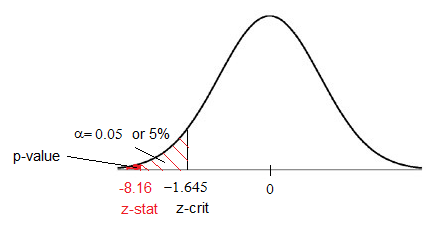 α= 0.05 or 5%
p-value
-8.16 −1.645 0
z-stat z-crit